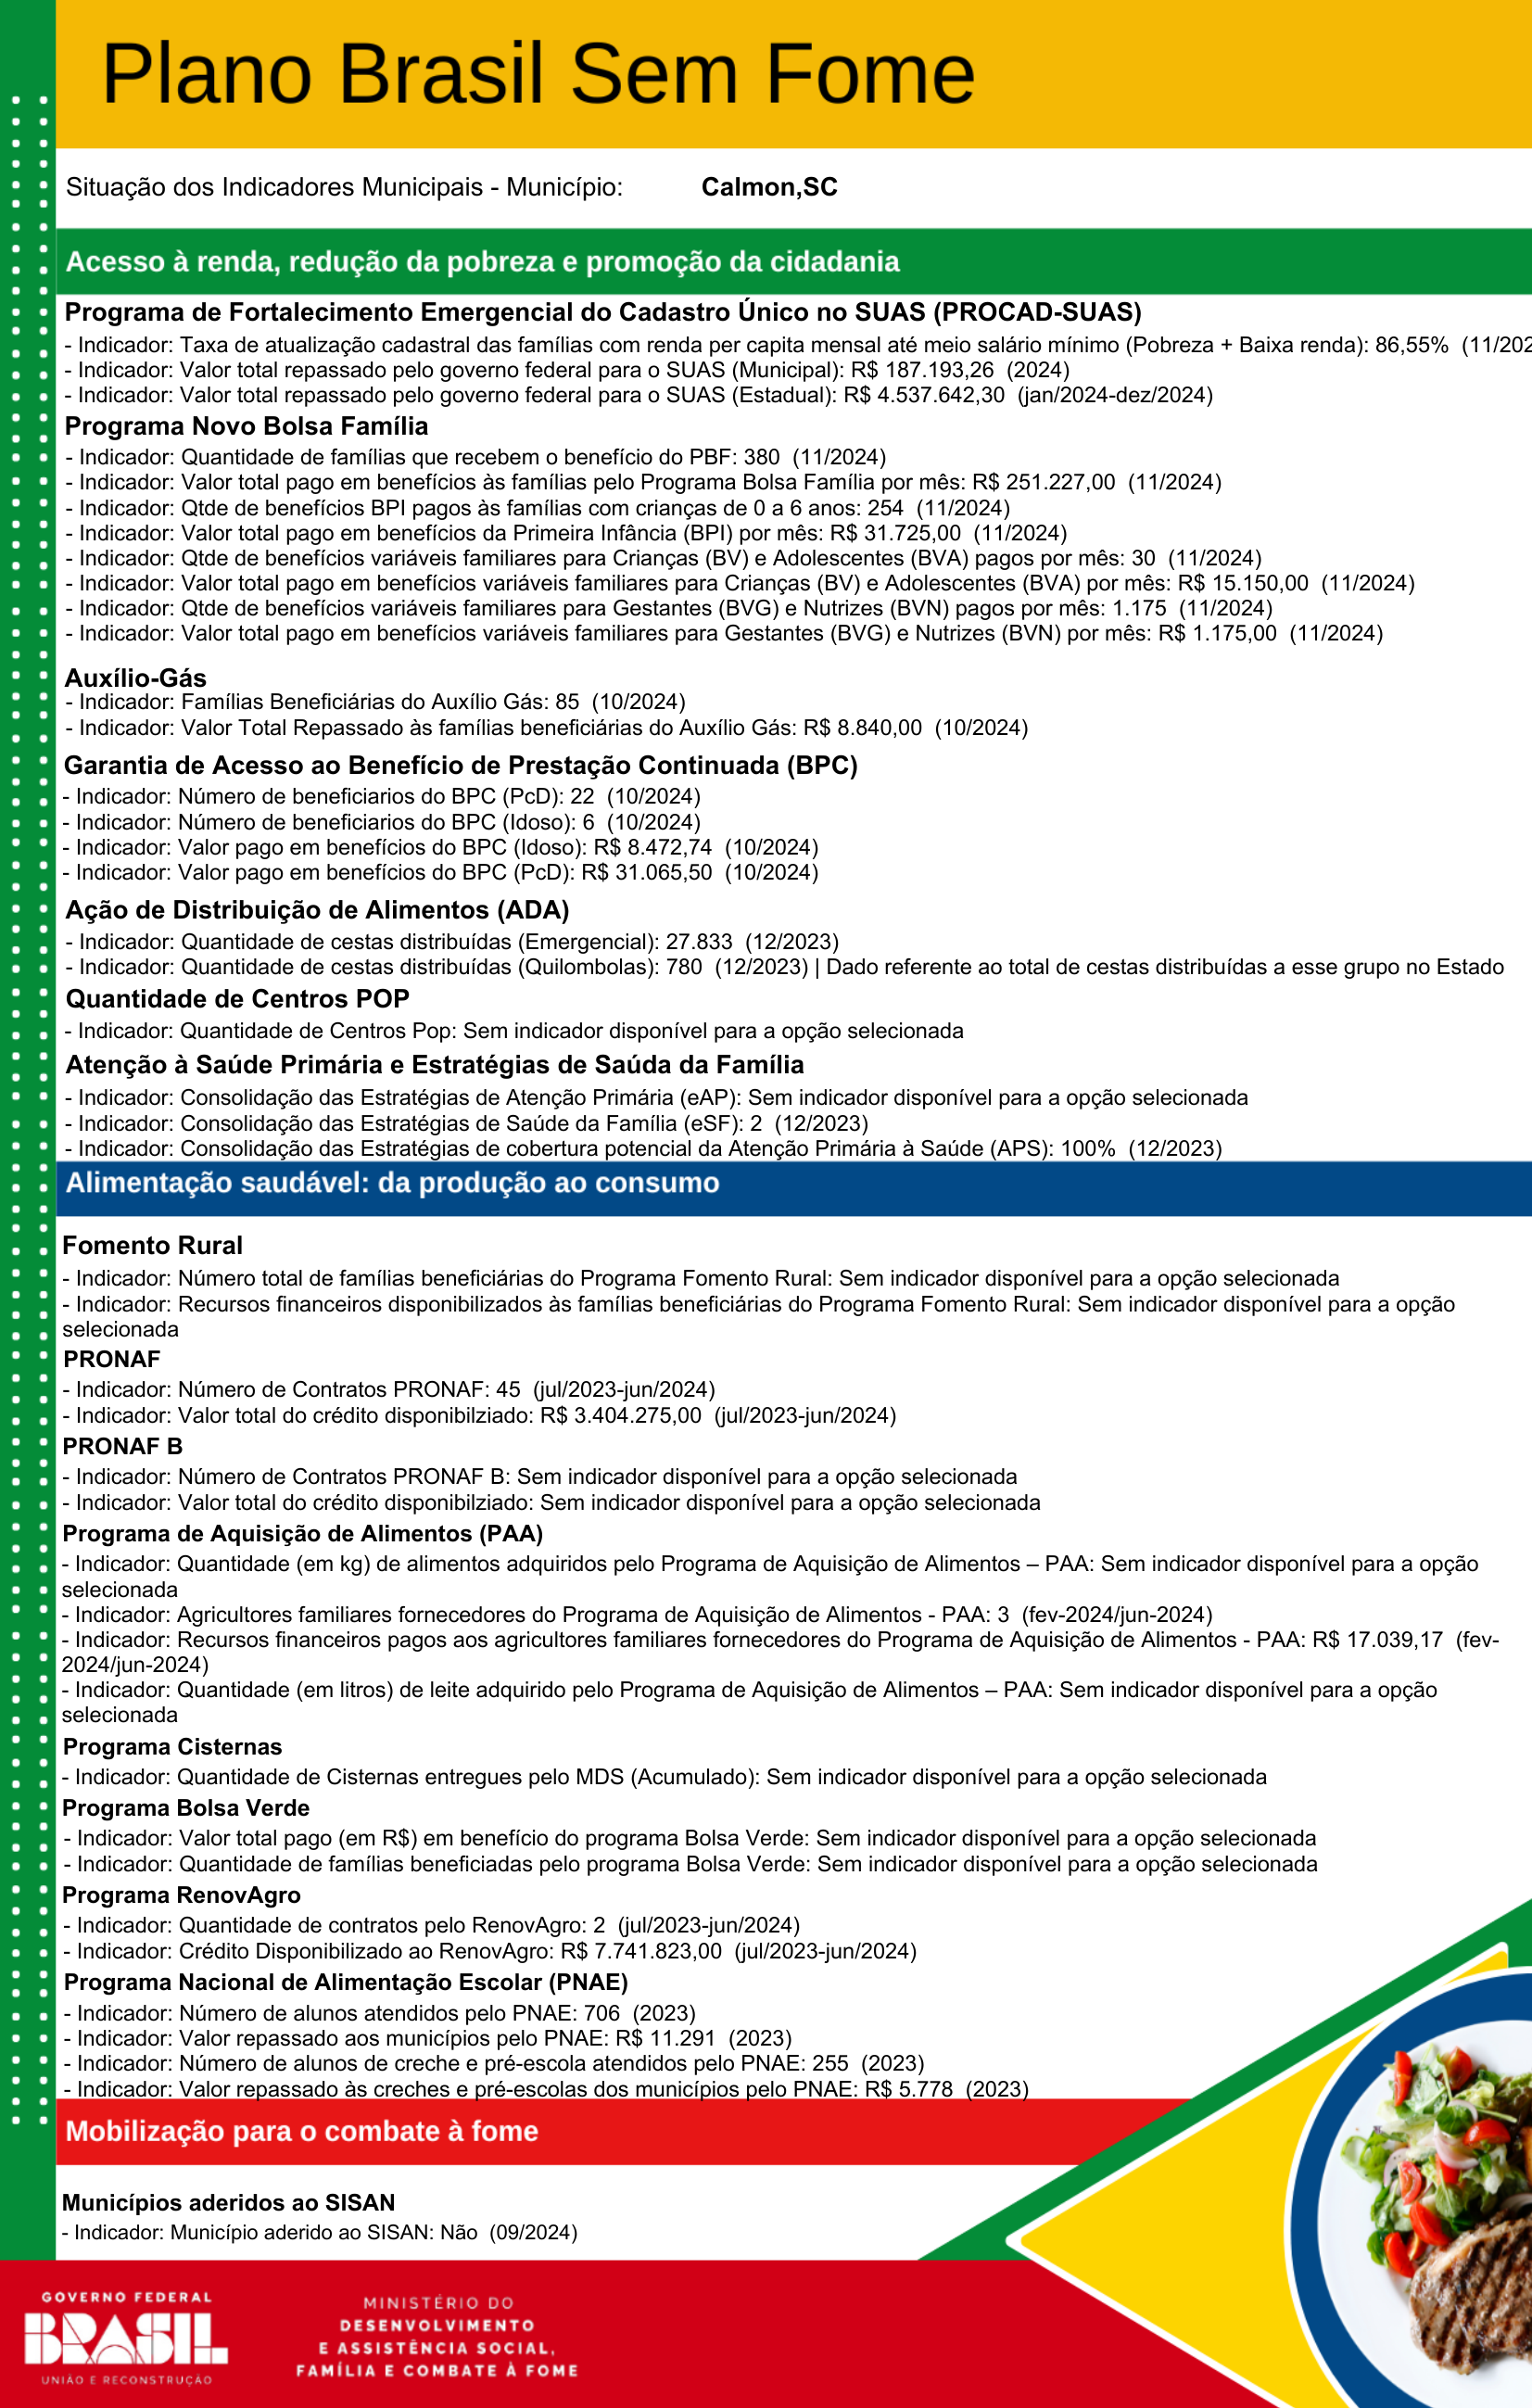 Plano Brasil Sem Fome
Situação dos Indicadores Municipais - Município: Calmon,SC
Acesso à renda, redução da pobreza e promoção da cidadania
Programa de Fortalecimento Emergencial do Cadastro Único no SUAS (PROCAD-SUAS)
- Indicador: Taxa de atualização cadastral das famílias com renda per capita mensal até meio salário mínimo (Pobreza + Baixa renda): 86,55% (11/202
- Indicador: Valor total repassado pelo governo federal para o SUAS (Municipal): R$ 187.193,26 (2024)
- Indicador: Valor total repassado pelo governo federal para o SUAS (Estadual): R$ 4.537.642,30 (jan/2024-dez/2024)
Programa Novo Bolsa Família
- Indicador: Quantidade de famílias que recebem o benefício do PBF: 380 (11/2024)
- Indicador: Valor total pago em benefícios às famílias pelo Programa Bolsa Família por mês: R$ 251.227,00 (11/2024)
- Indicador: Qtde de benefícios BPI pagos às famílias com crianças de 0 a 6 anos: 254 (11/2024)
- Indicador: Valor total pago em benefícios da Primeira Infância (BPI) por mês: R$ 31.725,00 (11/2024)
- Indicador: Qtde de benefícios variáveis familiares para Crianças (BV) e Adolescentes (BVA) pagos por mês: 30 (11/2024)
- Indicador: Valor total pago em benefícios variáveis familiares para Crianças (BV) e Adolescentes (BVA) por mês: R$ 15.150,00 (11/2024)
- Indicador: Qtde de benefícios variáveis familiares para Gestantes (BVG) e Nutrizes (BVN) pagos por mês: 1.175 (11/2024)
- Indicador: Valor total pago em benefícios variáveis familiares para Gestantes (BVG) e Nutrizes (BVN) por mês: R$ 1.175,00 (11/2024)
Auxílio-Gás
- Indicador: Famílias Beneficiárias do Auxílio Gás: 85 (10/2024)
- Indicador: Valor Total Repassado às famílias beneficiárias do Auxílio Gás: R$ 8.840,00 (10/2024)
Garantia de Acesso ao Benefício de Prestação Continuada (BPC)
- Indicador: Número de beneficiarios do BPC (PcD): 22 (10/2024)
- Indicador: Número de beneficiarios do BPC (Idoso): 6 (10/2024)
- Indicador: Valor pago em benefícios do BPC (Idoso): R$ 8.472,74 (10/2024)
- Indicador: Valor pago em benefícios do BPC (PcD): R$ 31.065,50 (10/2024)
Ação de Distribuição de Alimentos (ADA)
- Indicador: Quantidade de cestas distribuídas (Emergencial): 27.833 (12/2023)
- Indicador: Quantidade de cestas distribuídas (Quilombolas): 780 (12/2023) | Dado referente ao total de cestas distribuídas a esse grupo no Estado
Quantidade de Centros POP
- Indicador: Quantidade de Centros Pop: Sem indicador disponível para a opção selecionada
Atenção à Saúde Primária e Estratégias de Saúda da Família
- Indicador: Consolidação das Estratégias de Atenção Primária (eAP): Sem indicador disponível para a opção selecionada
- Indicador: Consolidação das Estratégias de Saúde da Família (eSF): 2 (12/2023)
- Indicador: Consolidação das Estratégias de cobertura potencial da Atenção Primária à Saúde (APS): 100% (12/2023)
Alimentação saudável: da produção ao consumo
Fomento Rural
- Indicador: Número total de famílias beneficiárias do Programa Fomento Rural: Sem indicador disponível para a opção selecionada
- Indicador: Recursos financeiros disponibilizados às famílias beneficiárias do Programa Fomento Rural: Sem indicador disponível para a opção
selecionada
PRONAF
- Indicador: Número de Contratos PRONAF: 45 (jul/2023-jun/2024)
- Indicador: Valor total do crédito disponibilziado: R$ 3.404.275,00 (jul/2023-jun/2024)
PRONAF B
- Indicador: Número de Contratos PRONAF B: Sem indicador disponível para a opção selecionada
- Indicador: Valor total do crédito disponibilziado: Sem indicador disponível para a opção selecionada
Programa de Aquisição de Alimentos (PAA)
- Indicador: Quantidade (em kg) de alimentos adquiridos pelo Programa de Aquisição de Alimentos – PAA: Sem indicador disponível para a opção
selecionada
- Indicador: Agricultores familiares fornecedores do Programa de Aquisição de Alimentos - PAA: 3 (fev-2024/jun-2024)
- Indicador: Recursos financeiros pagos aos agricultores familiares fornecedores do Programa de Aquisição de Alimentos - PAA: R$ 17.039,17 (fev-
2024/jun-2024)
- Indicador: Quantidade (em litros) de leite adquirido pelo Programa de Aquisição de Alimentos – PAA: Sem indicador disponível para a opção
selecionada
Programa Cisternas
- Indicador: Quantidade de Cisternas entregues pelo MDS (Acumulado): Sem indicador disponível para a opção selecionada
Programa Bolsa Verde
- Indicador: Valor total pago (em R$) em benefício do programa Bolsa Verde: Sem indicador disponível para a opção selecionada
- Indicador: Quantidade de famílias beneficiadas pelo programa Bolsa Verde: Sem indicador disponível para a opção selecionada
Programa RenovAgro
- Indicador: Quantidade de contratos pelo RenovAgro: 2 (jul/2023-jun/2024)
- Indicador: Crédito Disponibilizado ao RenovAgro: R$ 7.741.823,00 (jul/2023-jun/2024)
Programa Nacional de Alimentação Escolar (PNAE)
- Indicador: Número de alunos atendidos pelo PNAE: 706 (2023)
- Indicador: Valor repassado aos municípios pelo PNAE: R$ 11.291 (2023)
- Indicador: Número de alunos de creche e pré-escola atendidos pelo PNAE: 255 (2023)
- Indicador: Valor repassado às creches e pré-escolas dos municípios pelo PNAE: R$ 5.778 (2023)
Mobilização para o combate à fome
Municípios aderidos ao SISAN
- Indicador: Município aderido ao SISAN: Não (09/2024)
GOVERNO FEDERAL
BRASIL
UNIÃO E RECONSTRUÇÃO
MINISTÉRIO DO
DESENVOLVIMENTO
E ASSISTÊNCIA SOCIAL,
FAMÍLIA E COMBATE À FOME